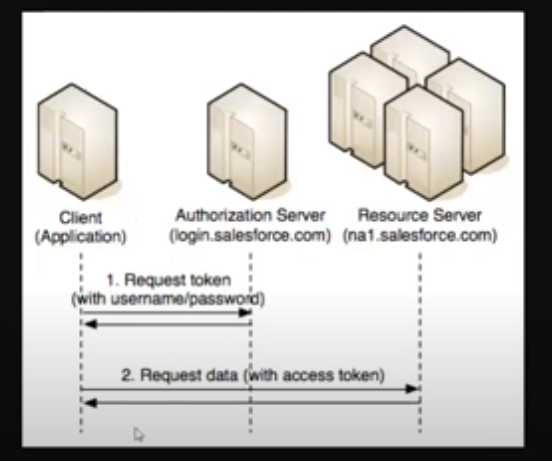 Client
(Application)
Authorization Server
(login.salesforce.com)
Resource Server
(na1.salesforce.com)
1. Request token
(with username/password)
2. Request data (with access token)